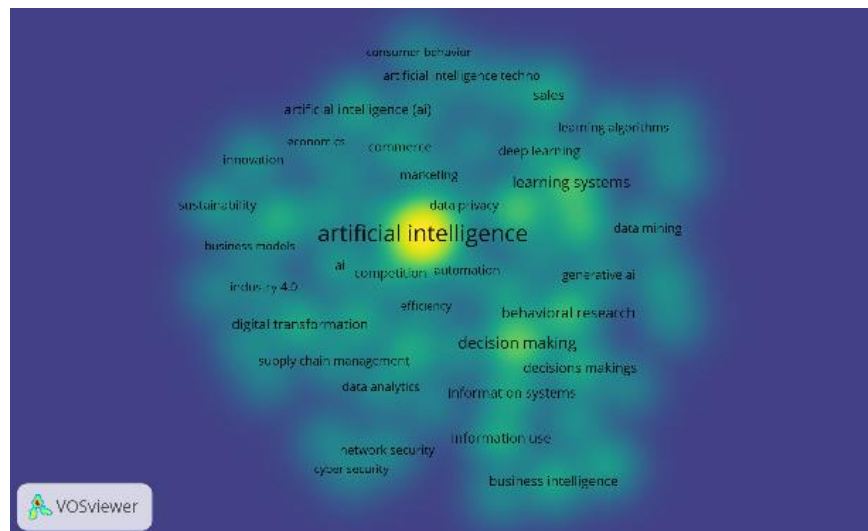 consumer behavior
artificial intelligence techno
sales
artificial intelligence (ai)
learning algorithms
economics
commerce
deep learning
innovation
marketing
learning systems
sustainability
data privacy
data mining
artificial intelligence
business models
ai
competition
automation
generative ai
industry 4.0
efficiency
behavioral research
digital transformation
decision making
supply chain management
decisions makings
data analytics
information systems
information use
network security
cyber security
business intelligence
VOSviewer